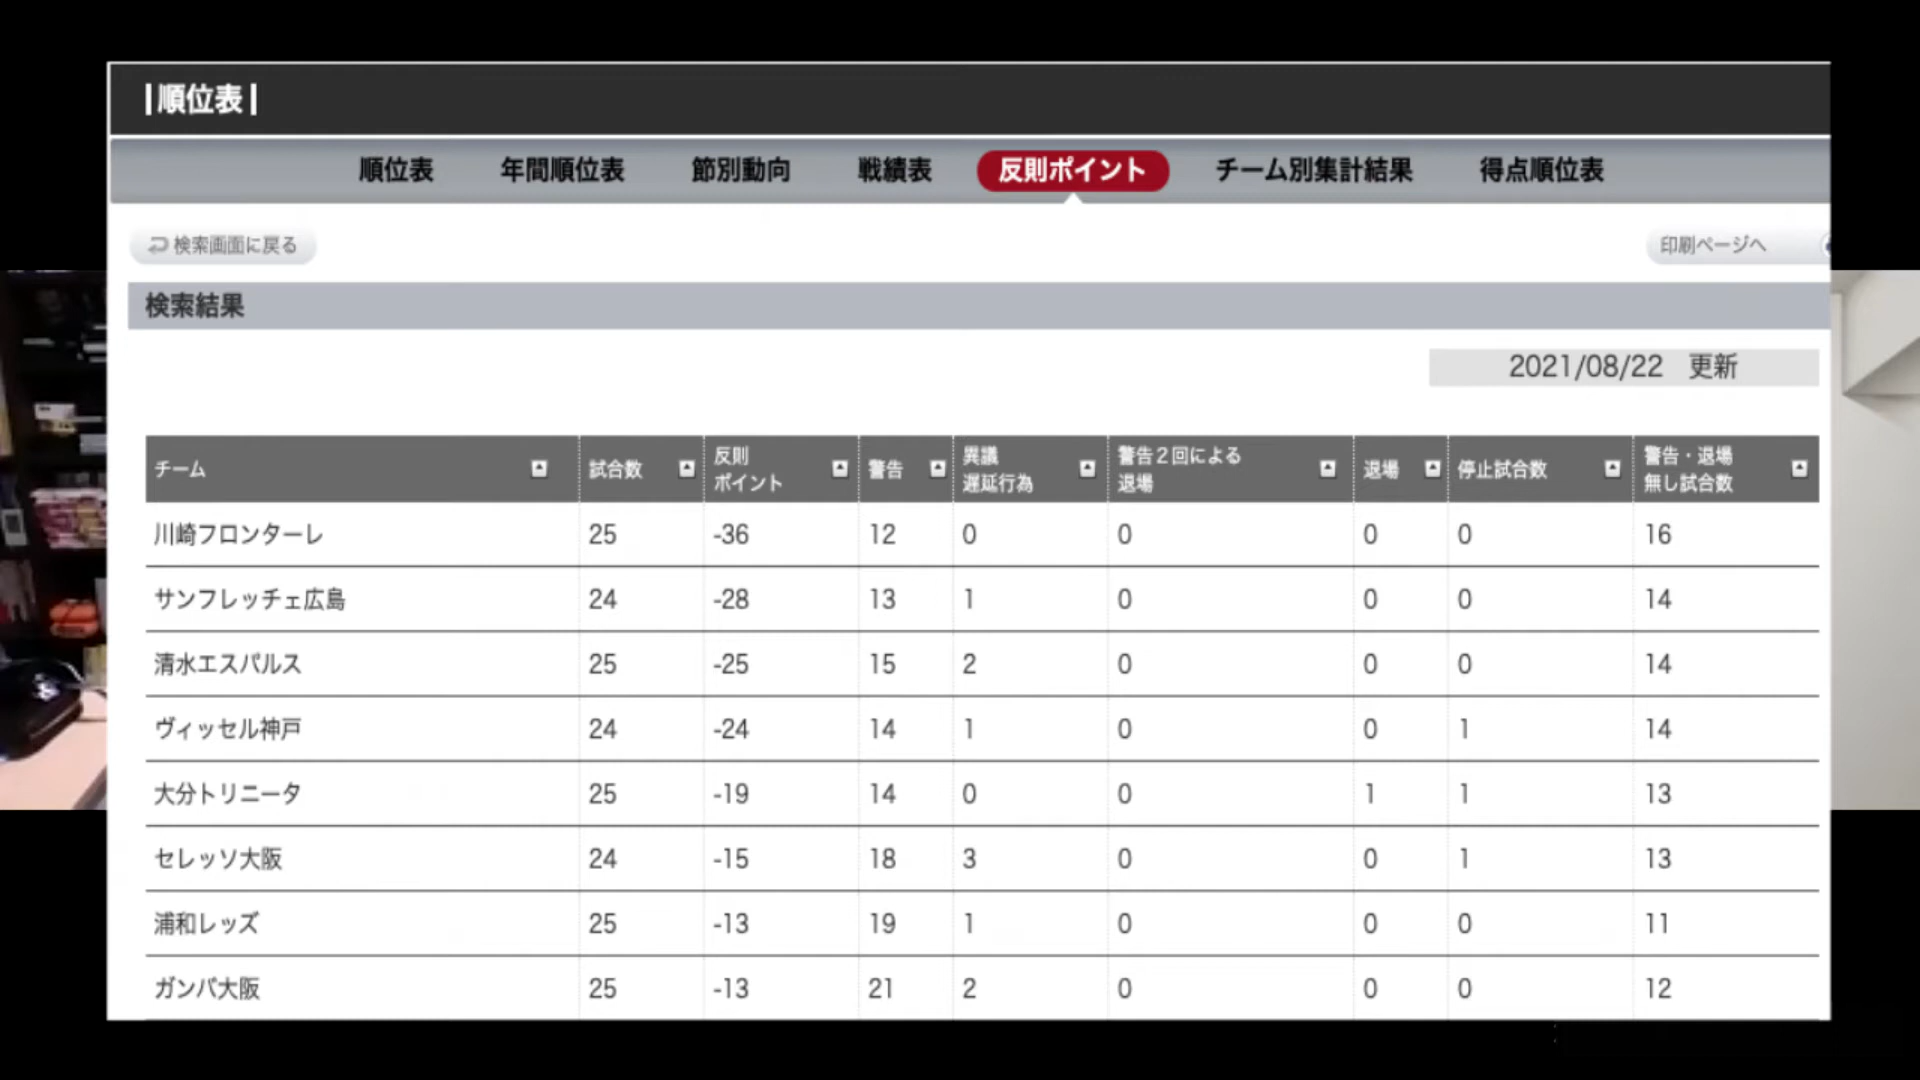 |順位表|
順位表 年間順位表 節別動向 戦績表 反則ポイント チーム別集計結果 得点順位表
検索画面に戻る 印刷ページへ
検索結果
2021/08/22 更新
チーム 試合数 反則ポイント 警告 異議遅延行為 警告2回による退場 退場 停止試合数 警告・退場無し試合数
川崎フロンターレ 25 -36 12 0 0 0 0 16
サンフレッチェ広島 24 -28 13 1 0 0 0 14
清水エスパルス 25 -25 15 2 0 0 0 14
ヴィッセル神戸 24 -24 14 1 0 0 1 14
大分トリニータ 25 -19 14 0 0 1 1 13
セレッソ大阪 24 -15 18 3 0 0 1 13
浦和レッズ 25 -13 19 1 0 0 0 11
ガンバ大阪 25 -13 21 2 0 0 0 12